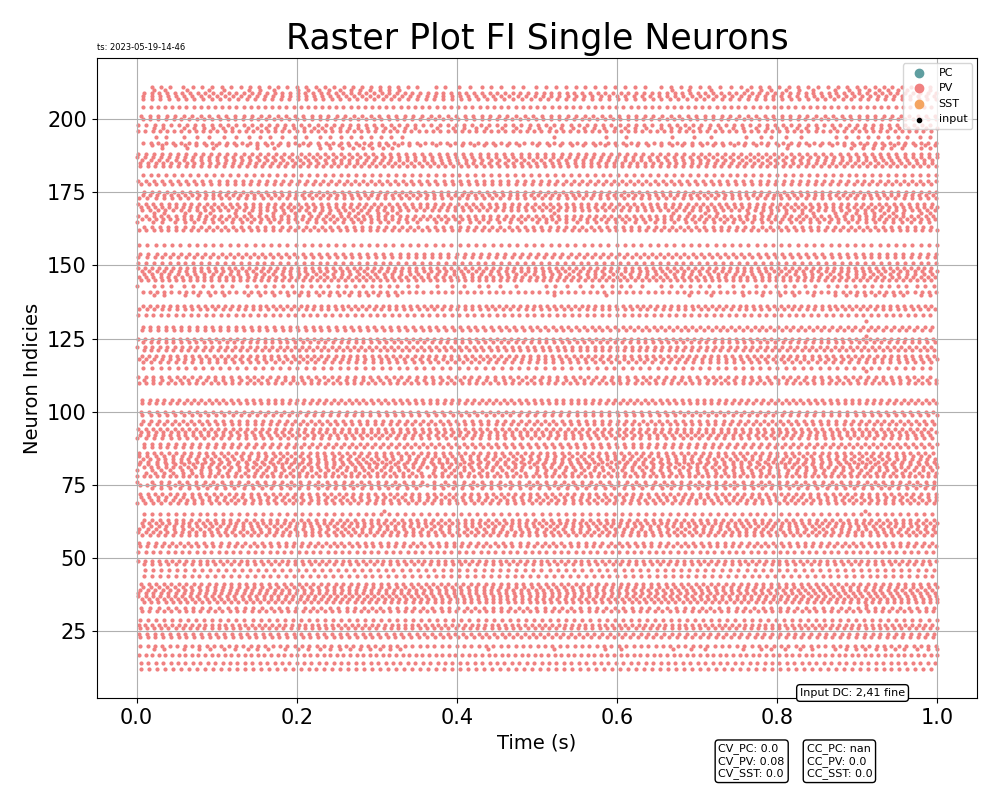 Raster Plot FI Single Neurons
ts: 2023-05-19-14-46
PC
PV
SST
input
200
175
150
125
100
75
50
25
Neuron Indicies
Input DC: 2,41 fine
0.0
0.2
0.4
0.6
0.8
1.0
Time (s)
CV_PC: 0.0
CV_PV: 0.08
CV_SST: 0.0
CC_PC: nan
CC_PV: 0.0
CC_SST: 0.0